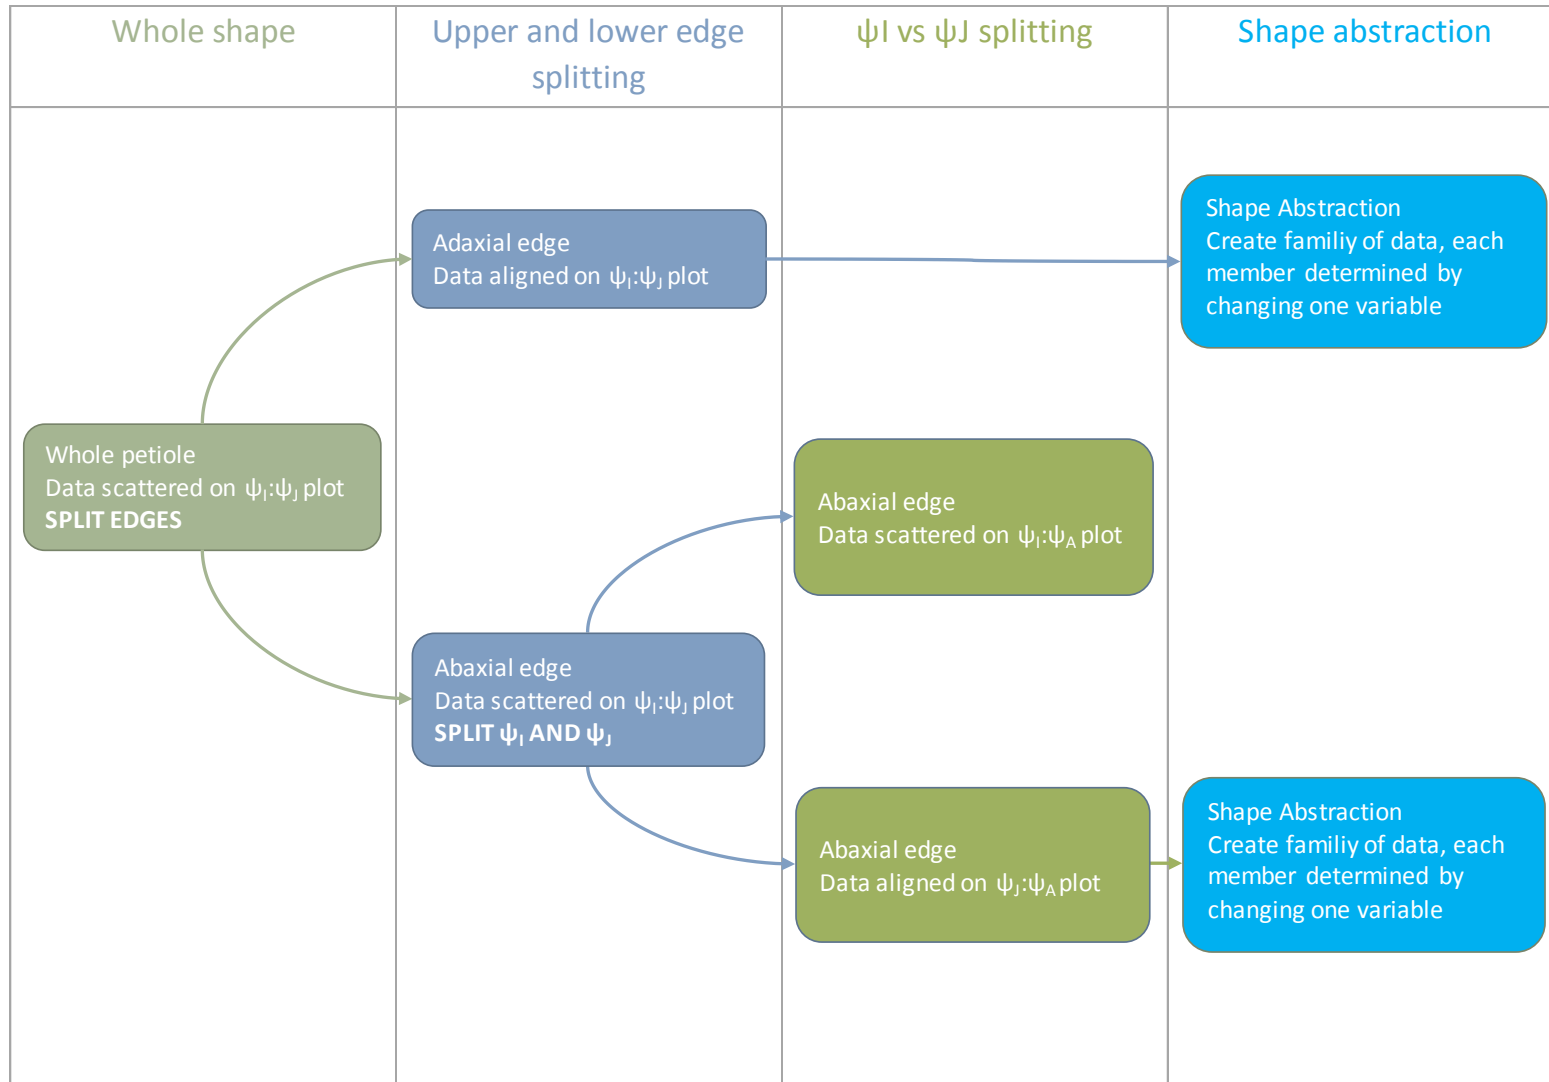 Whole shape
Upper and lower edge
splitting
ψI vs ψJ splitting
Shape abstraction
Whole petiole
Data scattered on ψI:ψJ plot
SPLIT EDGES
Adaxial edge
Data aligned on ψI:ψJ plot
Abaxial edge
Data scattered on ψI:ψJ plot
SPLIT ψI AND ψJ
Abaxial edge
Data scattered on ψI:ψA plot
Abaxial edge
Data aligned on ψJ:ψA plot
Shape Abstraction
Create familiy of data, each
member determined by
changing one variable
Shape Abstraction
Create familiy of data, each
member determined by
changing one variable